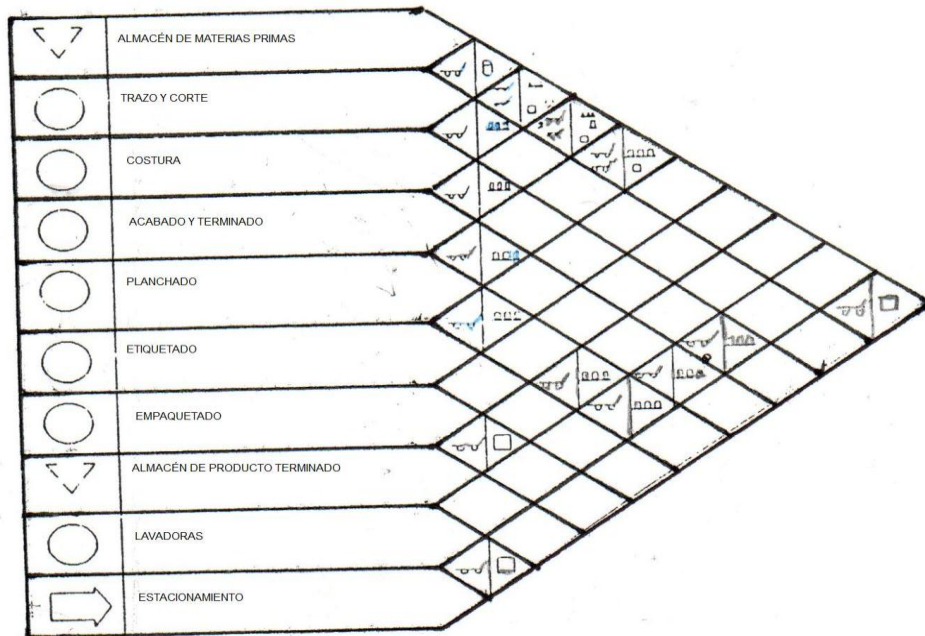 ALMACÉN DE MATERIAS PRIMAS
TRAZO Y CORTE
COSTURA
ACABADO Y TERMINADO
PLANCHADO
ETIQUETADO
EMPAQUETADO
ALMACÉN DE PRODUCTO TERMINADO
LAVADORAS
ESTACIONAMIENTO